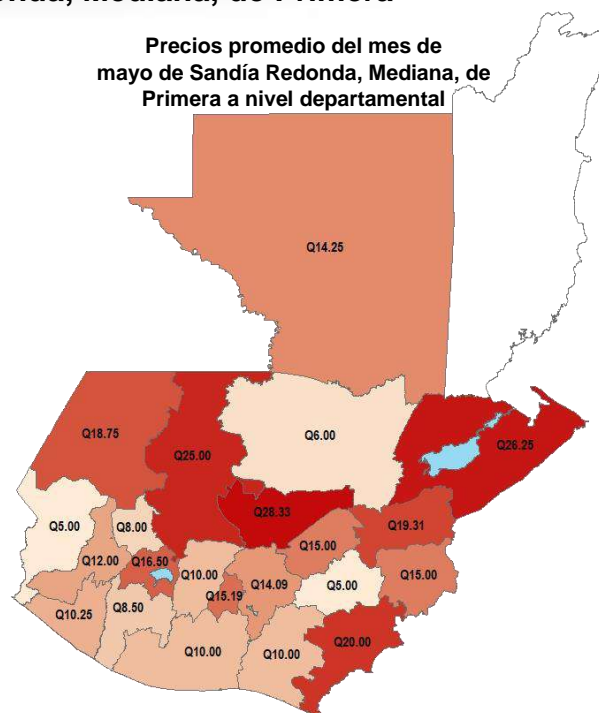 Precios promedio del mes de
mayo de Sandía Redonda, Mediana, de
Primera a nivel departamental
Q14.25
Q18.75
Q25.00
Q6.00
Q26.25
Q28.33
Q19.31
Q5.00
Q8.00
Q15.00
Q12.00
Q16.50
Q10.00
Q15.19
Q14.09
Q5.00
Q15.00
Q10.25
Q8.50
Q10.00
Q10.00
Q20.00